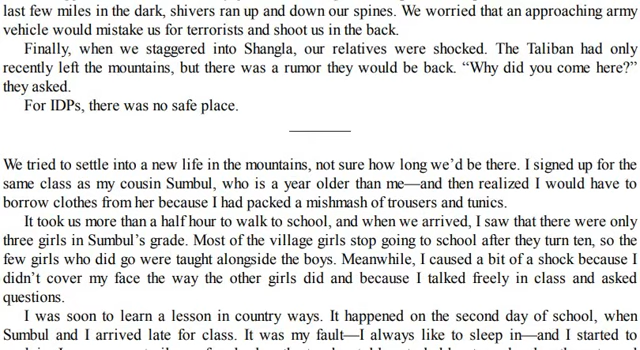 last few miles in the dark, shivers ran up and down our spines. We worried that an approaching army
vehicle would mistake us for terrorists and shoot us in the back.
Finally, when we staggered into Shangla, our relatives were shocked. The Taliban had only
recently left the mountains, but there was a rumor they would be back. “Why did you come here?”
they asked.
For IDPs, there was no safe place.
We tried to settle into a new life in the mountains, not sure how long we’d be there. I signed up for the
same class as my cousin Sumbul, who is a year older than me—and then realized I would have to
borrow clothes from her because I had packed a mishmash of trousers and tunics.
It took us more than a half hour to walk to school, and when we arrived, I saw that there were only
three girls in Sumbul’s grade. Most of the village girls stop going to school after they turn ten, so the
few girls who did go were taught alongside the boys. Meanwhile, I caused a bit of a shock because I
didn’t cover my face the way the other girls did and because I talked freely in class and asked
questions.
I was soon to learn a lesson in country ways. It happened on the second day of school, when
Sumbul and I arrived late for class. It was my fault—I always like to sleep in—and I started to